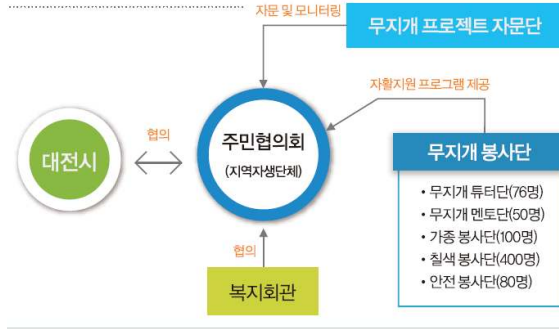 자문 및 모니터링
무지개 프로젝트 자문단
자활지원 프로그램 제공
협의
대전시
주민협의회
(지역자생단체)
무지개 봉사단
• 무지개 튜터단(76명)
• 무지개 멘토단(50명)
• 가종 봉사단(100명)
• 칠색 봉사단(400명)
• 안전 봉사단(80명)
협의
복지회관